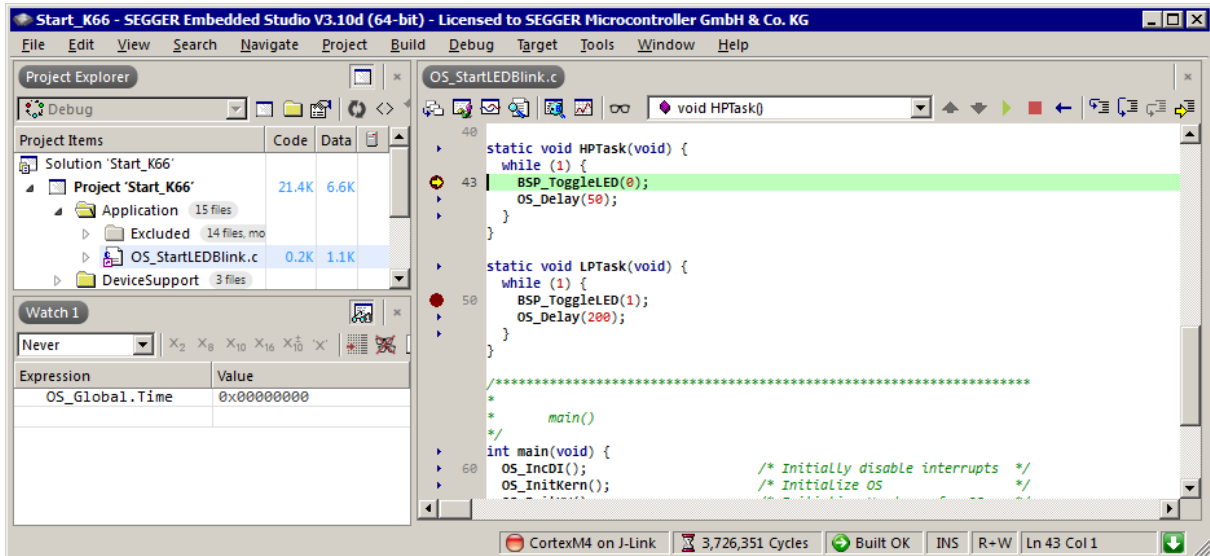 Start_K66 - SEGGER Embedded Studio V3.10d (64-bit) - Licensed to SEGGER Microcontroller GmbH & Co. KG
File Edit View Search Navigate Project Build Debug Target Tools Window Help
Project Explorer
Debug
Project Items Code Data
Solution 'Start_K66'
Project 'Start_K66' 21.4K 6.6K
Application 15 files
Excluded 14 files, mo
OS_StartLEDBlink.c 0.2K 1.1K
DeviceSupport 3 files
Watch 1
Never X2 X8 X10 X16 X±10 'X'
Expression Value
OS_Global.Time 0x00000000
OS_StartLEDBlink.c
void HPTask()
40
static void HPTask(void) {
while (1) {
43 BSP_ToggleLED(0);
OS_Delay(50);
}
}
static void LPTask(void) {
while (1) {
50 BSP_ToggleLED(1);
OS_Delay(200);
}
}
/*********************************************************************
*
* main()
*/
int main(void) {
60 OS_IncDI(); /* Initially disable interrupts */
OS_InitKern(); /* Initialize OS */
CortexM4 on J-Link 3,726,351 Cycles Built OK INS R+W Ln 43 Col 1